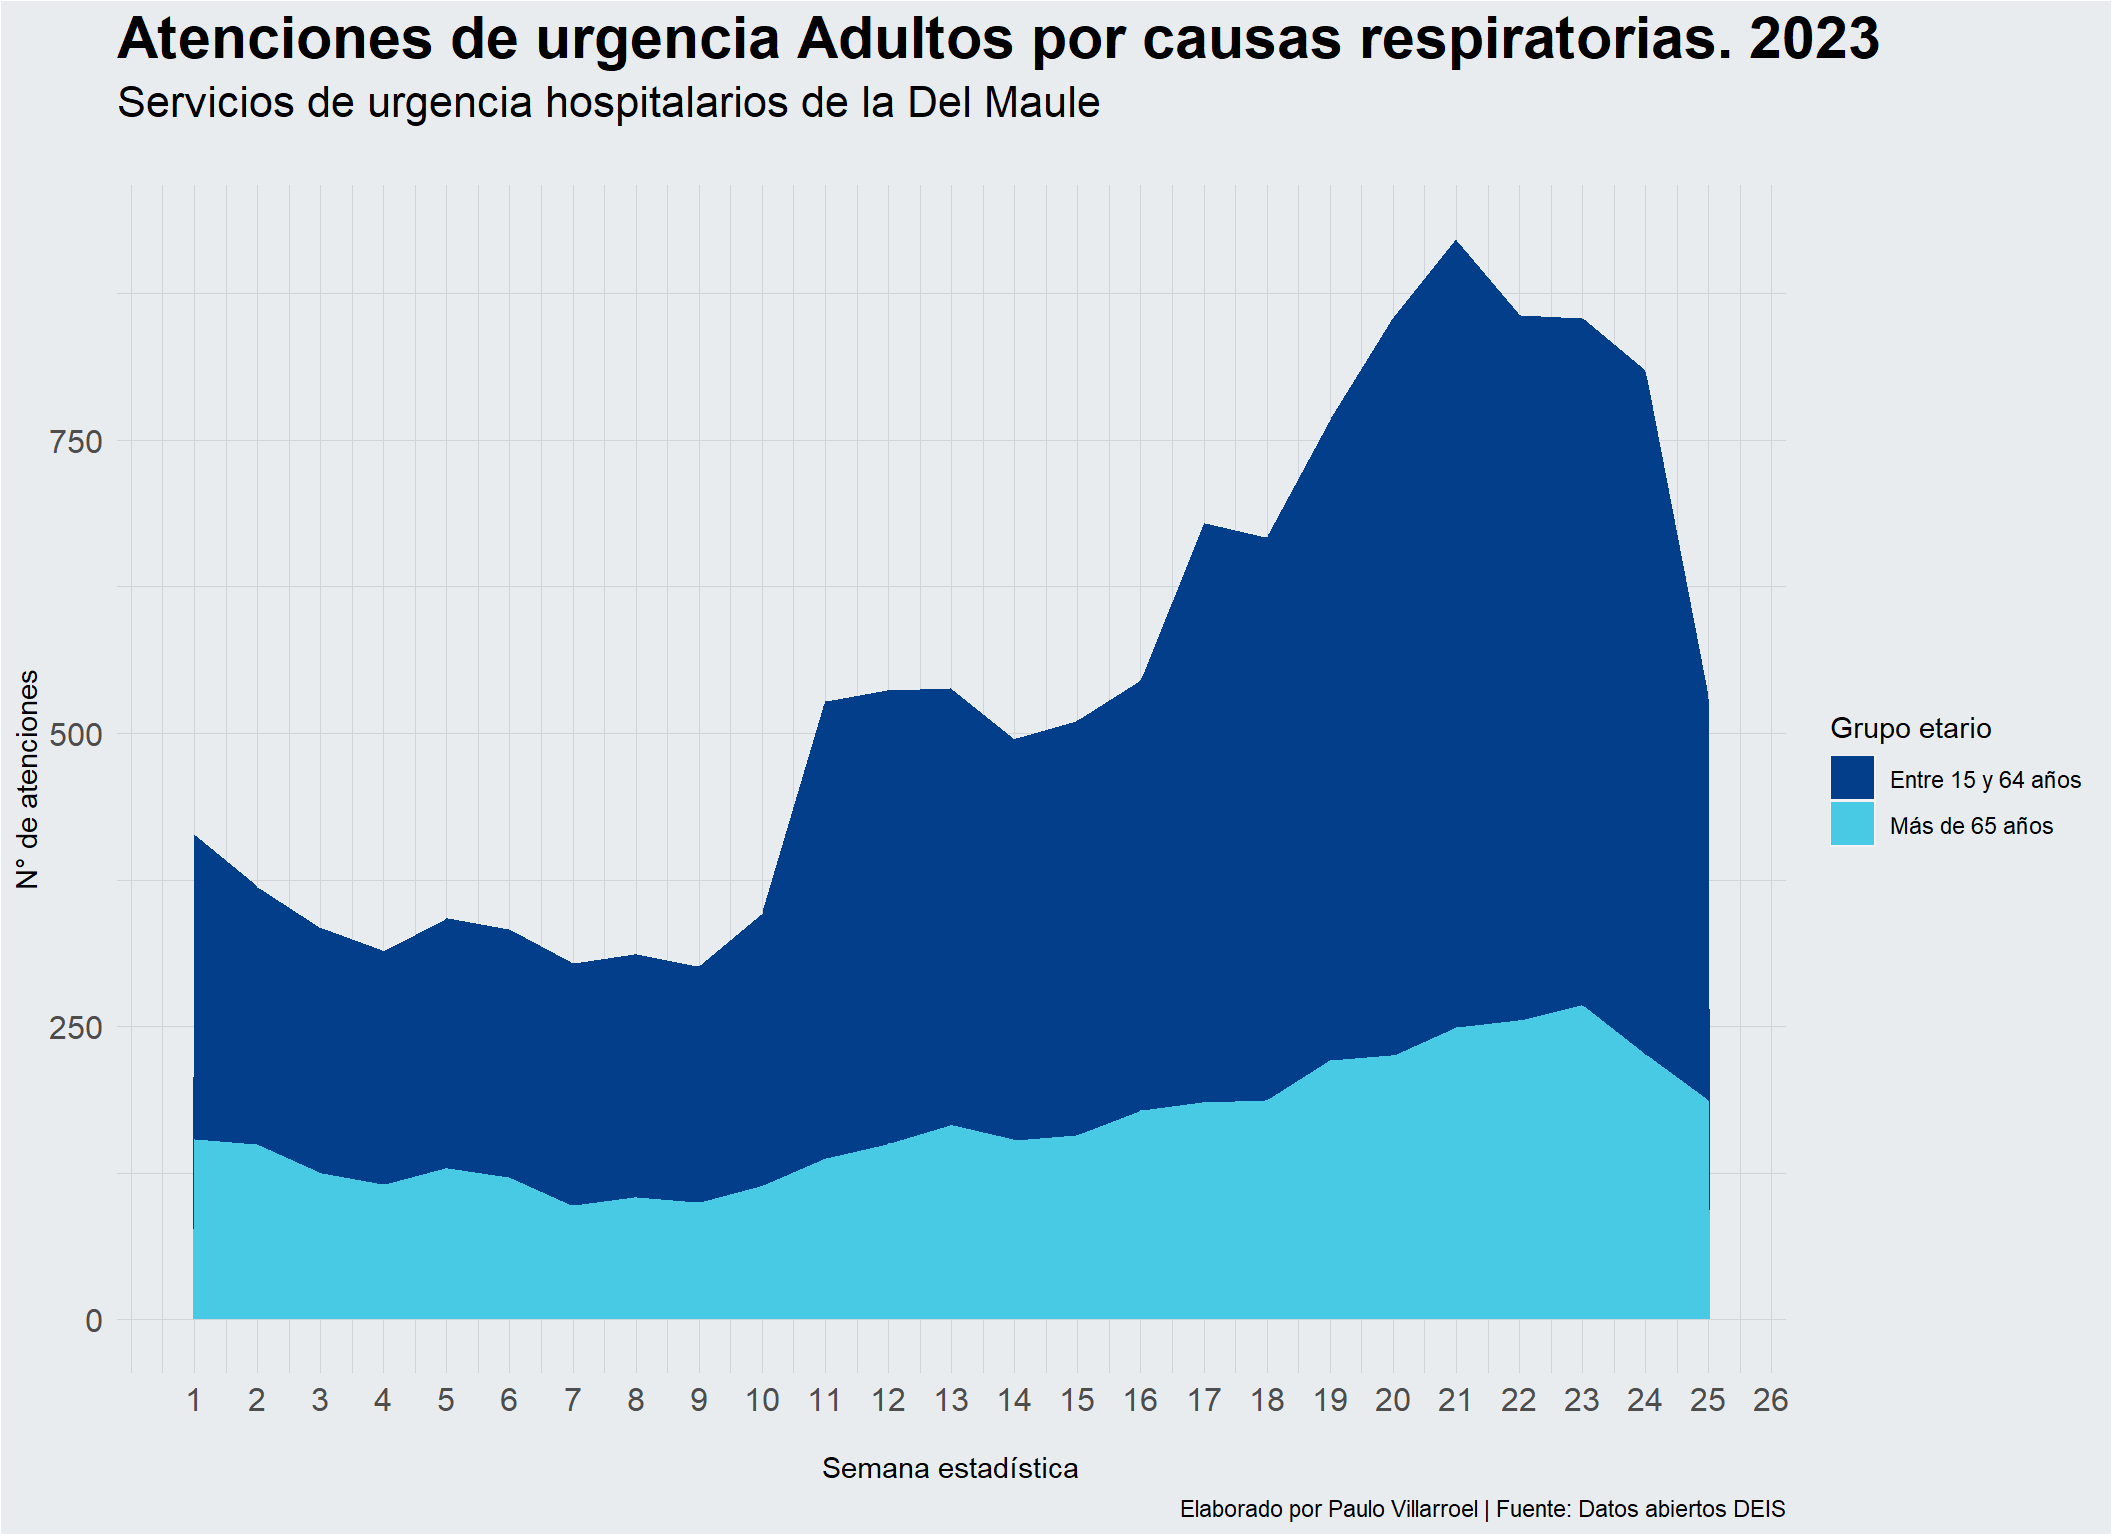 Atenciones de urgencia Adultos por causas respiratorias. 2023
Servicios de urgencia hospitalarios de la Del Maule
N° de atenciones
750
500
250
0
1 2 3 4 5 6 7 8 9 10 11 12 13 14 15 16 17 18 19 20 21 22 23 24 25 26
Semana estadística
Grupo etario
Entre 15 y 64 años
Más de 65 años
Elaborado por Paulo Villarroel | Fuente: Datos abiertos DEIS